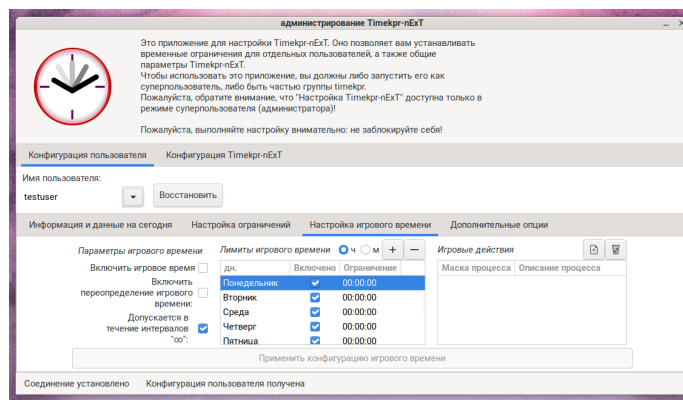 администрирование Timekpr-nExT
Это приложение для настройки Timekpr-nExT. Оно позволяет вам устанавливать
временные ограничения для отдельных пользователей, а также общие
параметры Timekpr-nExT.
Чтобы использовать это приложение, вы должны либо запустить его как
суперпользователь, либо быть частью группы timekpr.
Пожалуйста, обратите внимание, что "Настройка Timekpr-nExT" доступна только в
режиме суперпользователя (администратора)!
Пожалуйста, выполняйте настройку внимательно: не заблокируйте себя!
Конфигурация пользователя Конфигурация Timekpr-nExT
Имя пользователя:
testuser Восстановить
Информация и данные на сегодня Настройка ограничений Настройка игрового времени Дополнительные опции
Параметры игрового времени Лимиты игрового времени ч м + — Игровые действия
Включить игровое время
Включить
переопределение игрового
времени:
Допускается в
течение интервалов
"∞":
дн. Включено Ограничение
Понедельник 00:00:00
Вторник 00:00:00
Среда 00:00:00
Четверг 00:00:00
Пятница 00:00:00
Маска процесса Описание процесса
Применить конфигурацию игрового времени
Соединение установлено Конфигурация пользователя получена